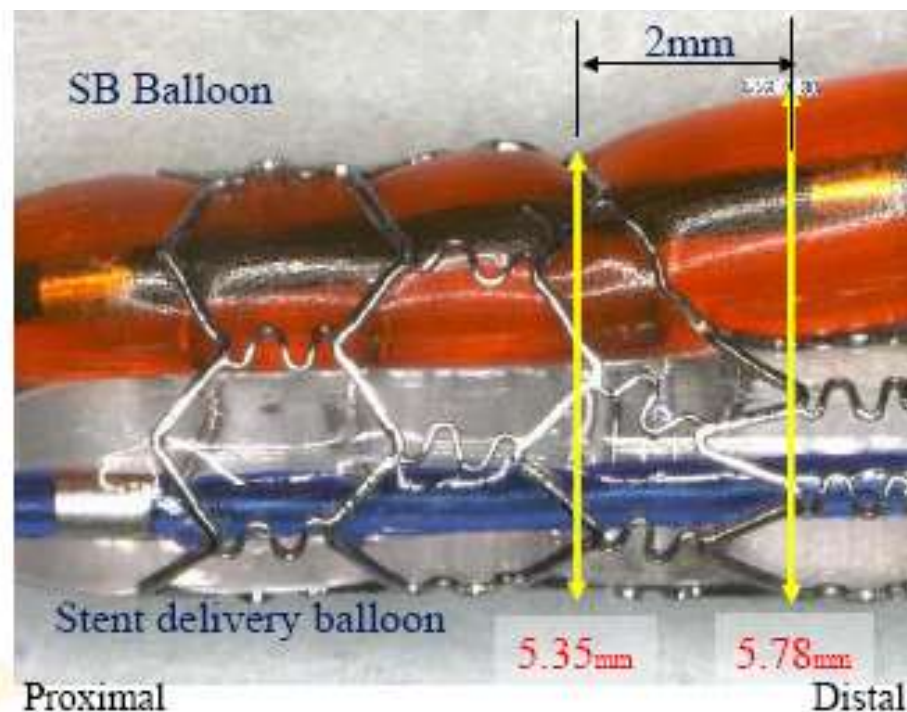 2mm
SB Balloon
Stent delivery balloon
5.35mm
5.78mm
Proximal
Distal